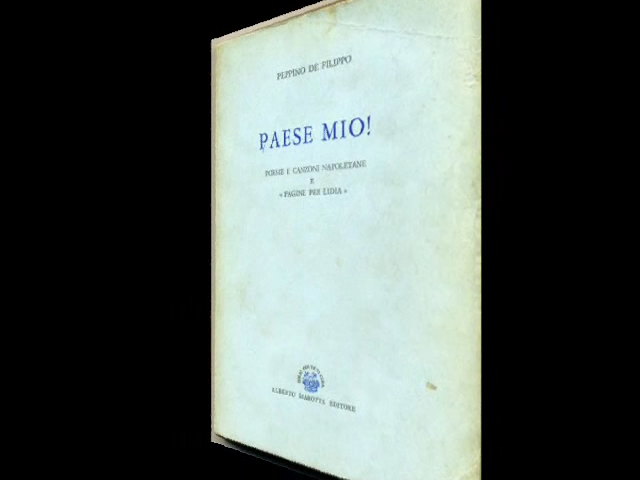 PEPPINO DE FILIPPO
PAESE MIO!
POESIE E CANZONI NAPOLETANE
E
« PAGINE PER LIDIA »
ALBERTO MAROTTA EDITORE